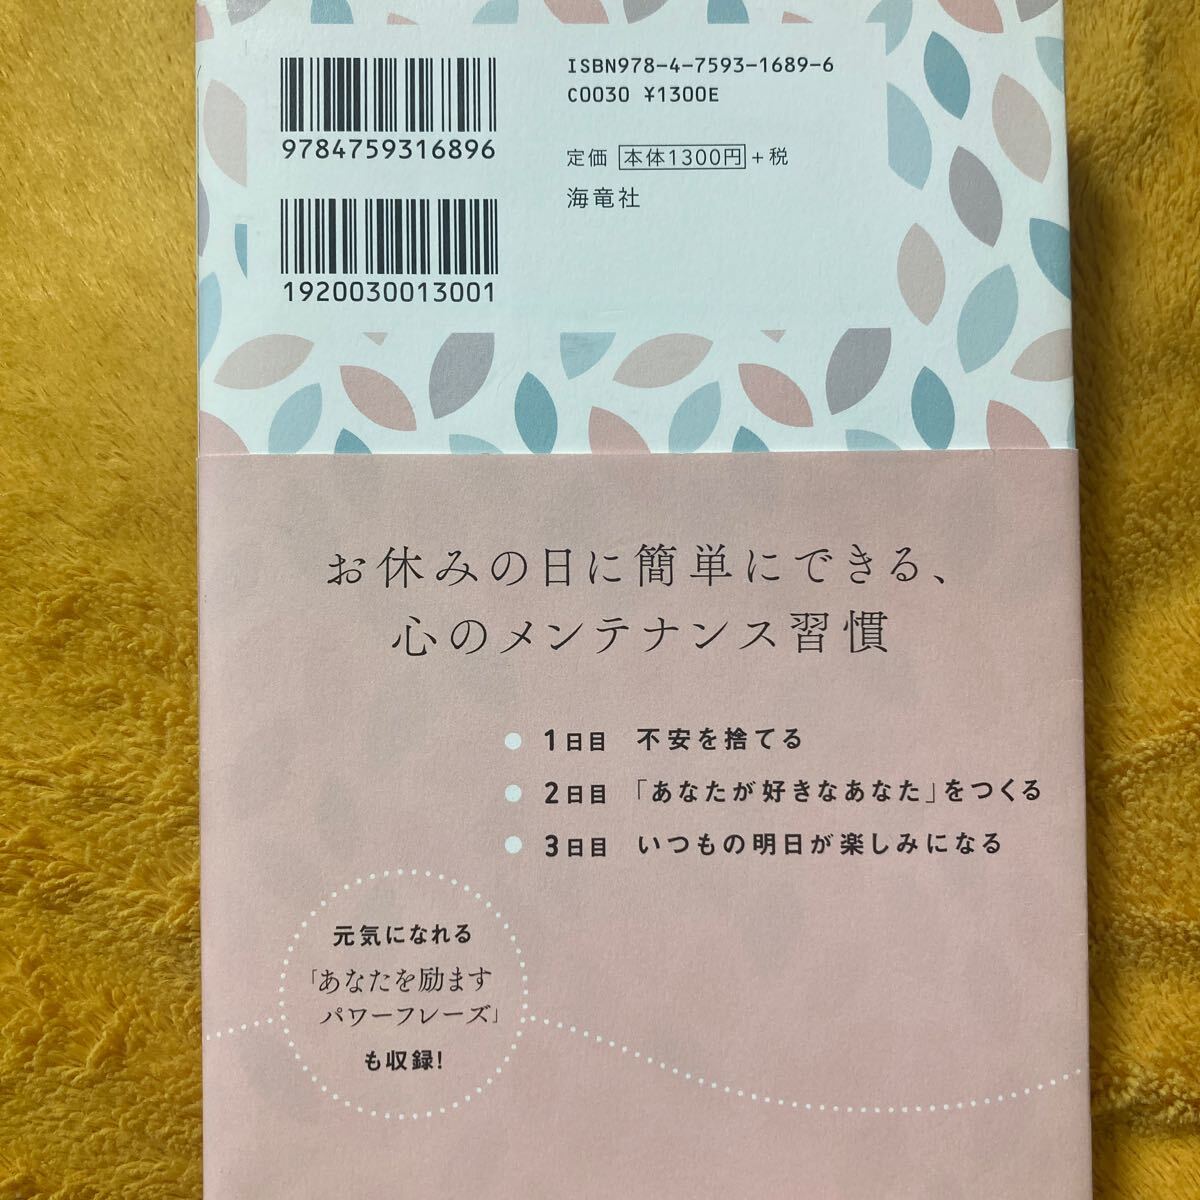 ISBN978-4-7593-1689-6
C0030 ¥1300E
9784759316896
定価 本体1300円+税
海竜社
1920030013001
お休みの日に簡単にできる、
心のメンテナンス習慣
1日目 不安を捨てる
2日目 「あなたが好きなあなた」をつくる
3日目 いつもの明日が楽しみになる
元気になれる
「あなたを励ます
パワーフレーズ」
も収録!